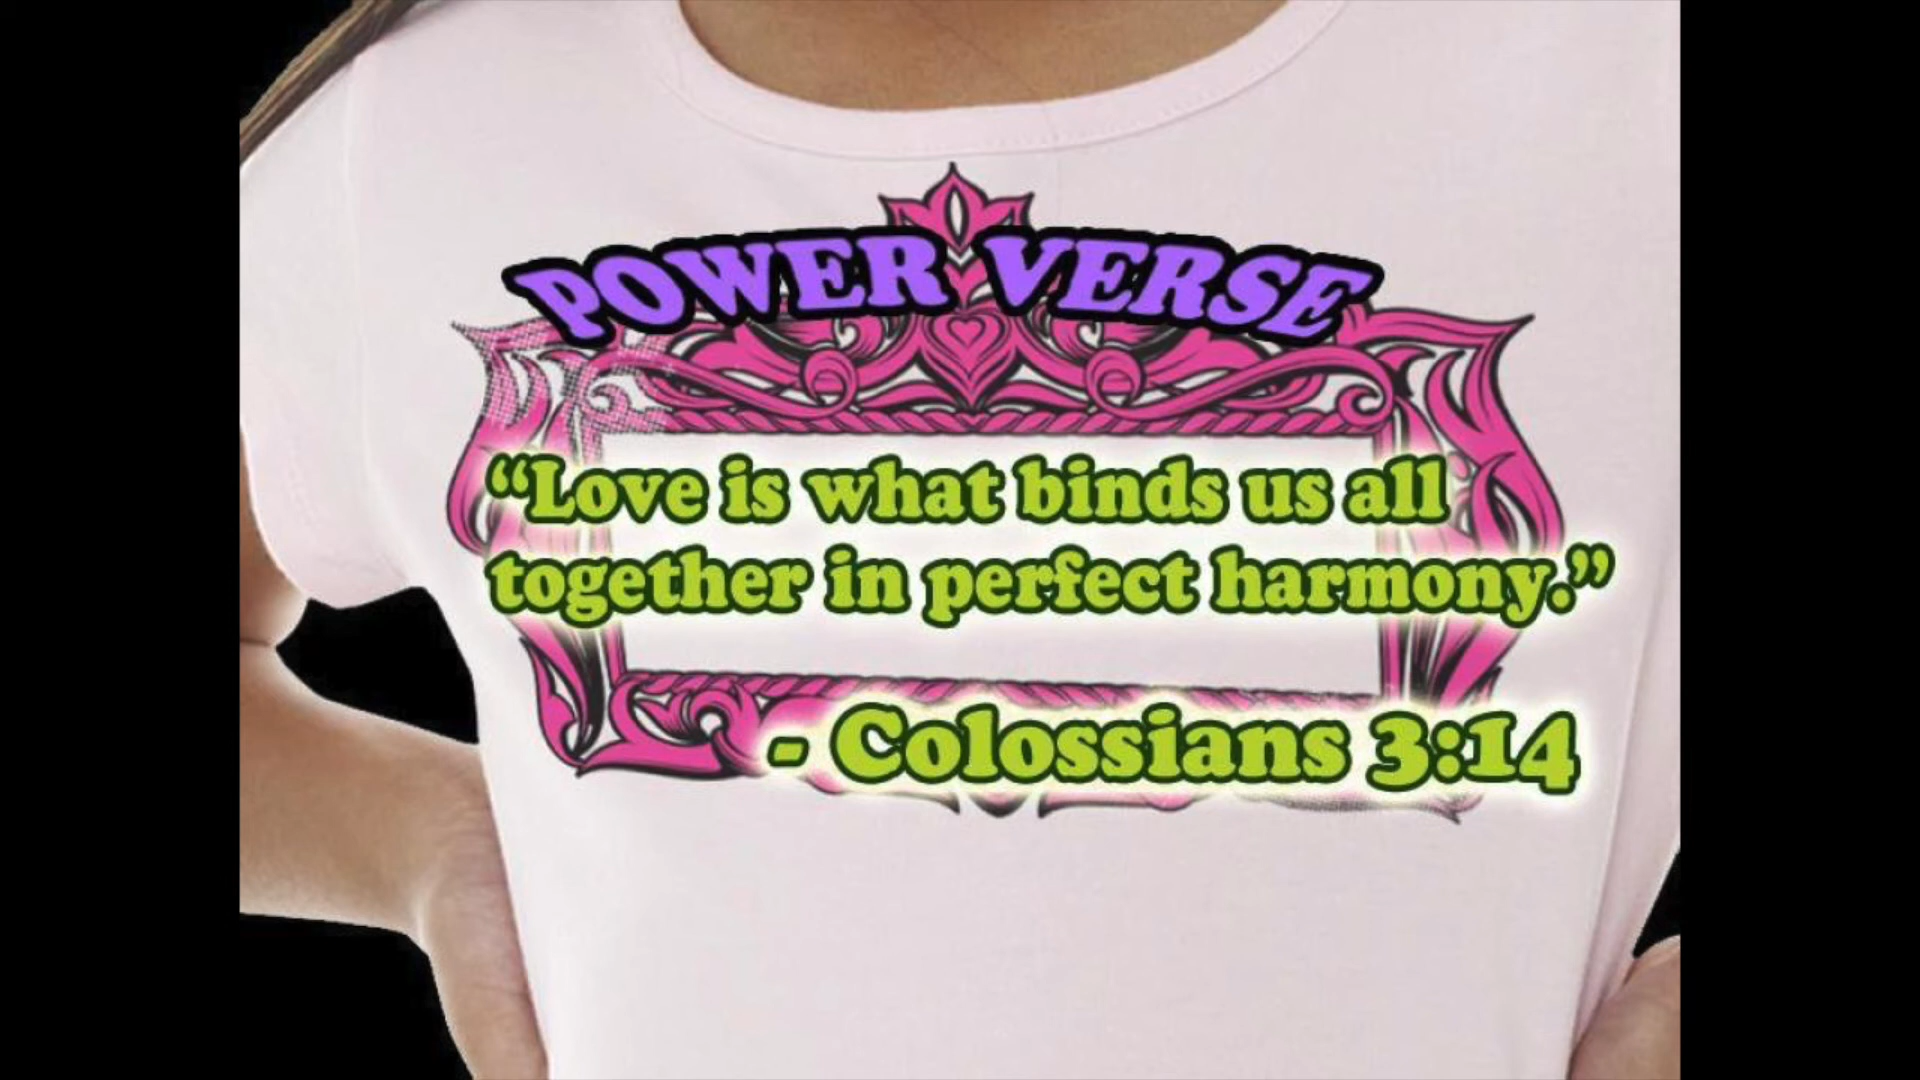 POWER VERSE
“Love is what binds us all
together in perfect harmony.”
- Colossians 3:14